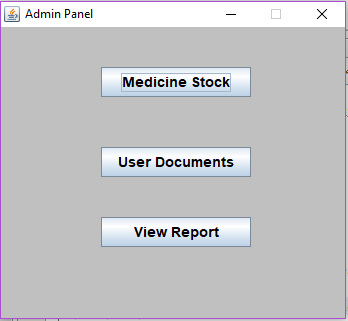 Admin Panel
Medicine Stock
User Documents
View Report